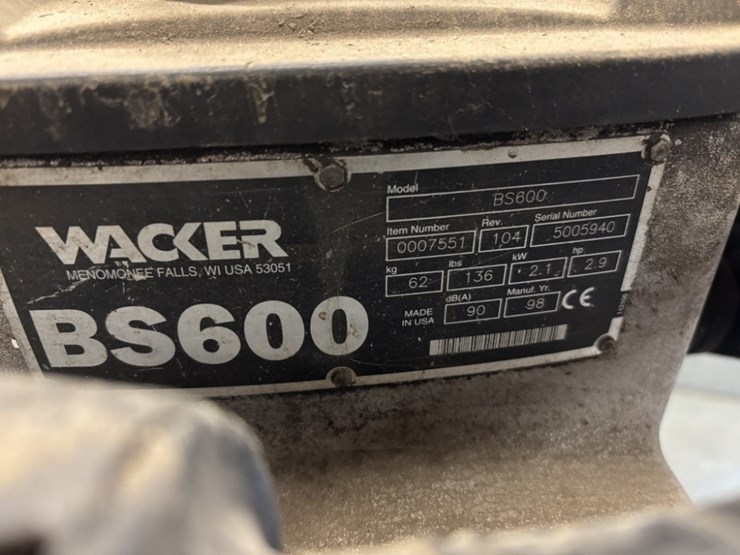 WACKER
MENOMONEE FALLS, WI USA 53051
BS600
Model
BS600
Item Number Rev. Serial Number
0007551 104 5005940
kg lbs kW hp
62 136 2.1 2.9
dB(A) Manuf. Yr.
MADE
IN USA
90 98 CE